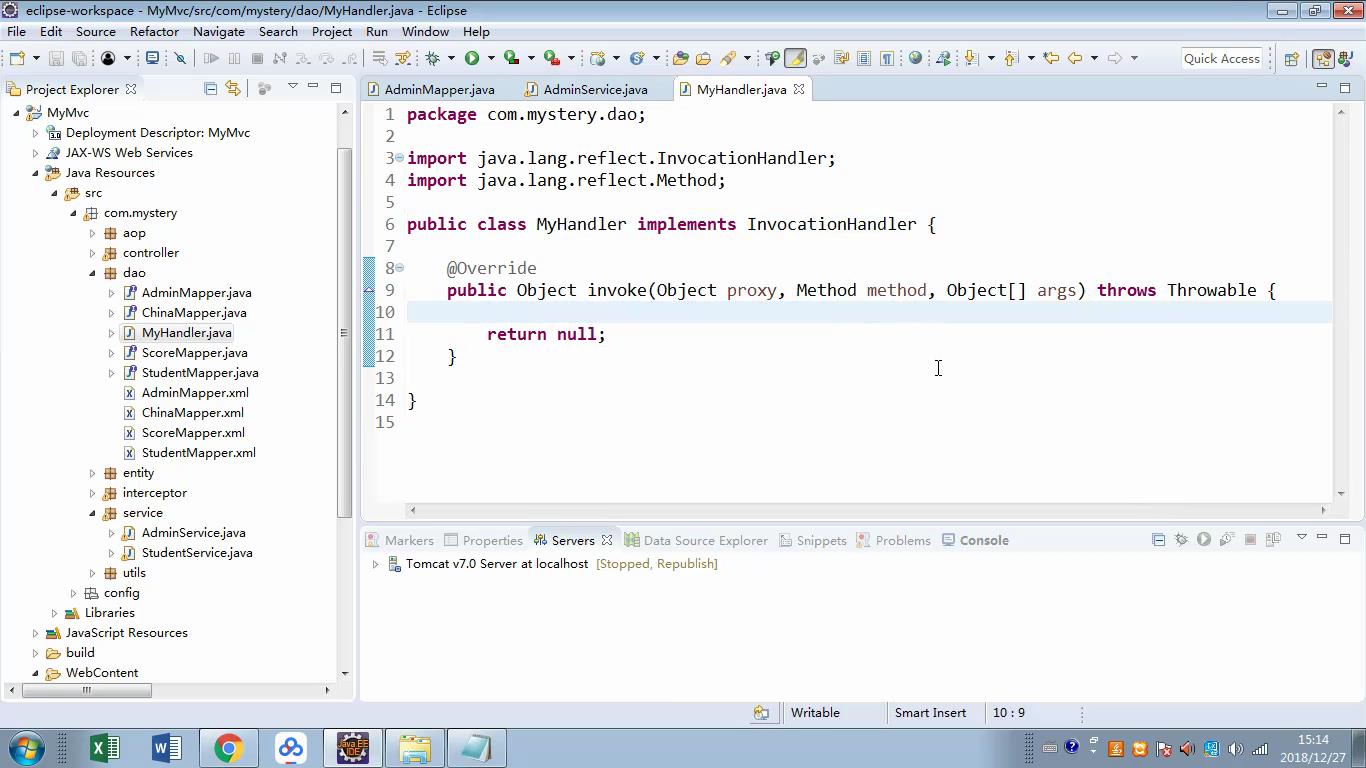 eclipse-workspace - MyMvc/src/com/mystery/dao/MyHandler.java - Eclipse
File Edit Source Refactor Navigate Search Project Run Window Help
Quick Access
Project Explorer
MyMvc
Deployment Descriptor: MyMvc
JAX-WS Web Services
Java Resources
src
com.mystery
aop
controller
dao
AdminMapper.java
ChinaMapper.java
MyHandler.java
ScoreMapper.java
StudentMapper.java
AdminMapper.xml
ChinaMapper.xml
ScoreMapper.xml
StudentMapper.xml
entity
interceptor
service
AdminService.java
StudentService.java
utils
config
Libraries
JavaScript Resources
build
WebContent
AdminMapper.java AdminService.java MyHandler.java
1 package com.mystery.dao;
2
3 import java.lang.reflect.InvocationHandler;
4 import java.lang.reflect.Method;
5
6 public class MyHandler implements InvocationHandler {
7
8 @Override
9 public Object invoke(Object proxy, Method method, Object[] args) throws Throwable {
10
11 return null;
12 }
13
14 }
15
Markers Properties Servers Data Source Explorer Snippets Problems Console
Tomcat v7.0 Server at localhost [Stopped, Republish]
Writable Smart Insert 10 : 9
15:14
2018/12/27